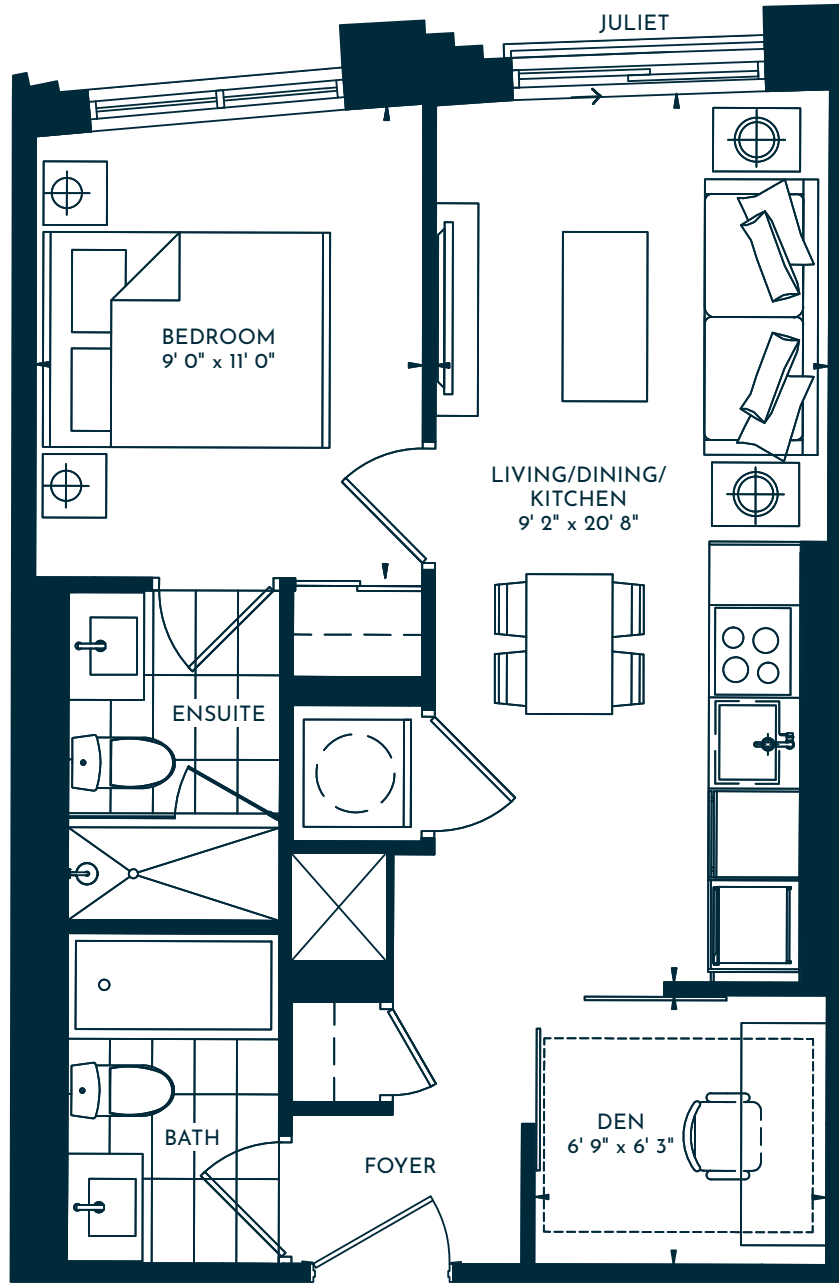 JULIET
BEDROOM
9' 0" x 11' 0"
LIVING/DINING/
KITCHEN
9' 2" x 20' 8"
ENSUITE
BATH
FOYER
DEN
6' 9" x 6' 3"